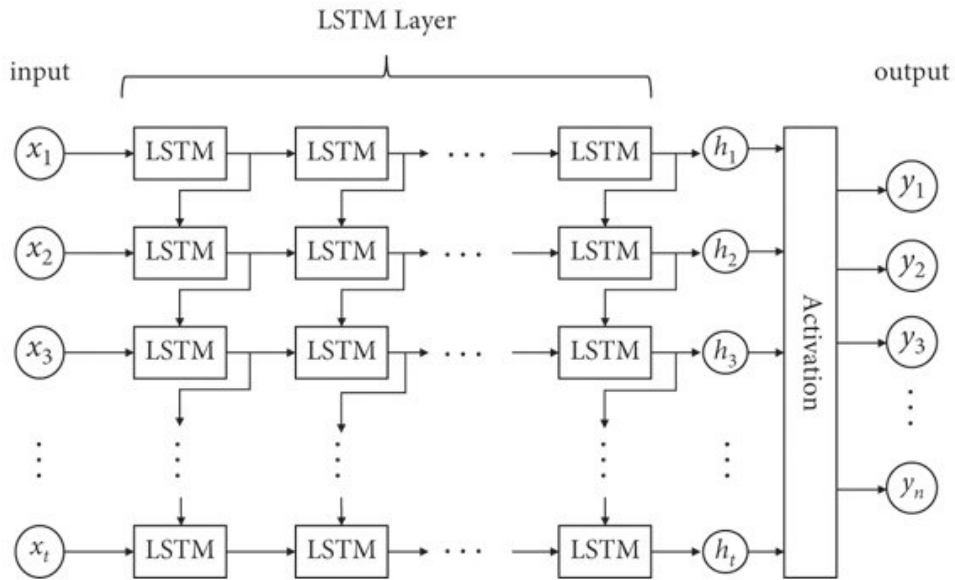 LSTM Layer
input
output
x₁ LSTM LSTM ... LSTM h₁
y₁
x₂ LSTM LSTM ... LSTM h₂
y₂
x₃ LSTM LSTM ... LSTM h₃
y₃
Activation
yₙ
xₜ LSTM LSTM ... LSTM hₜ